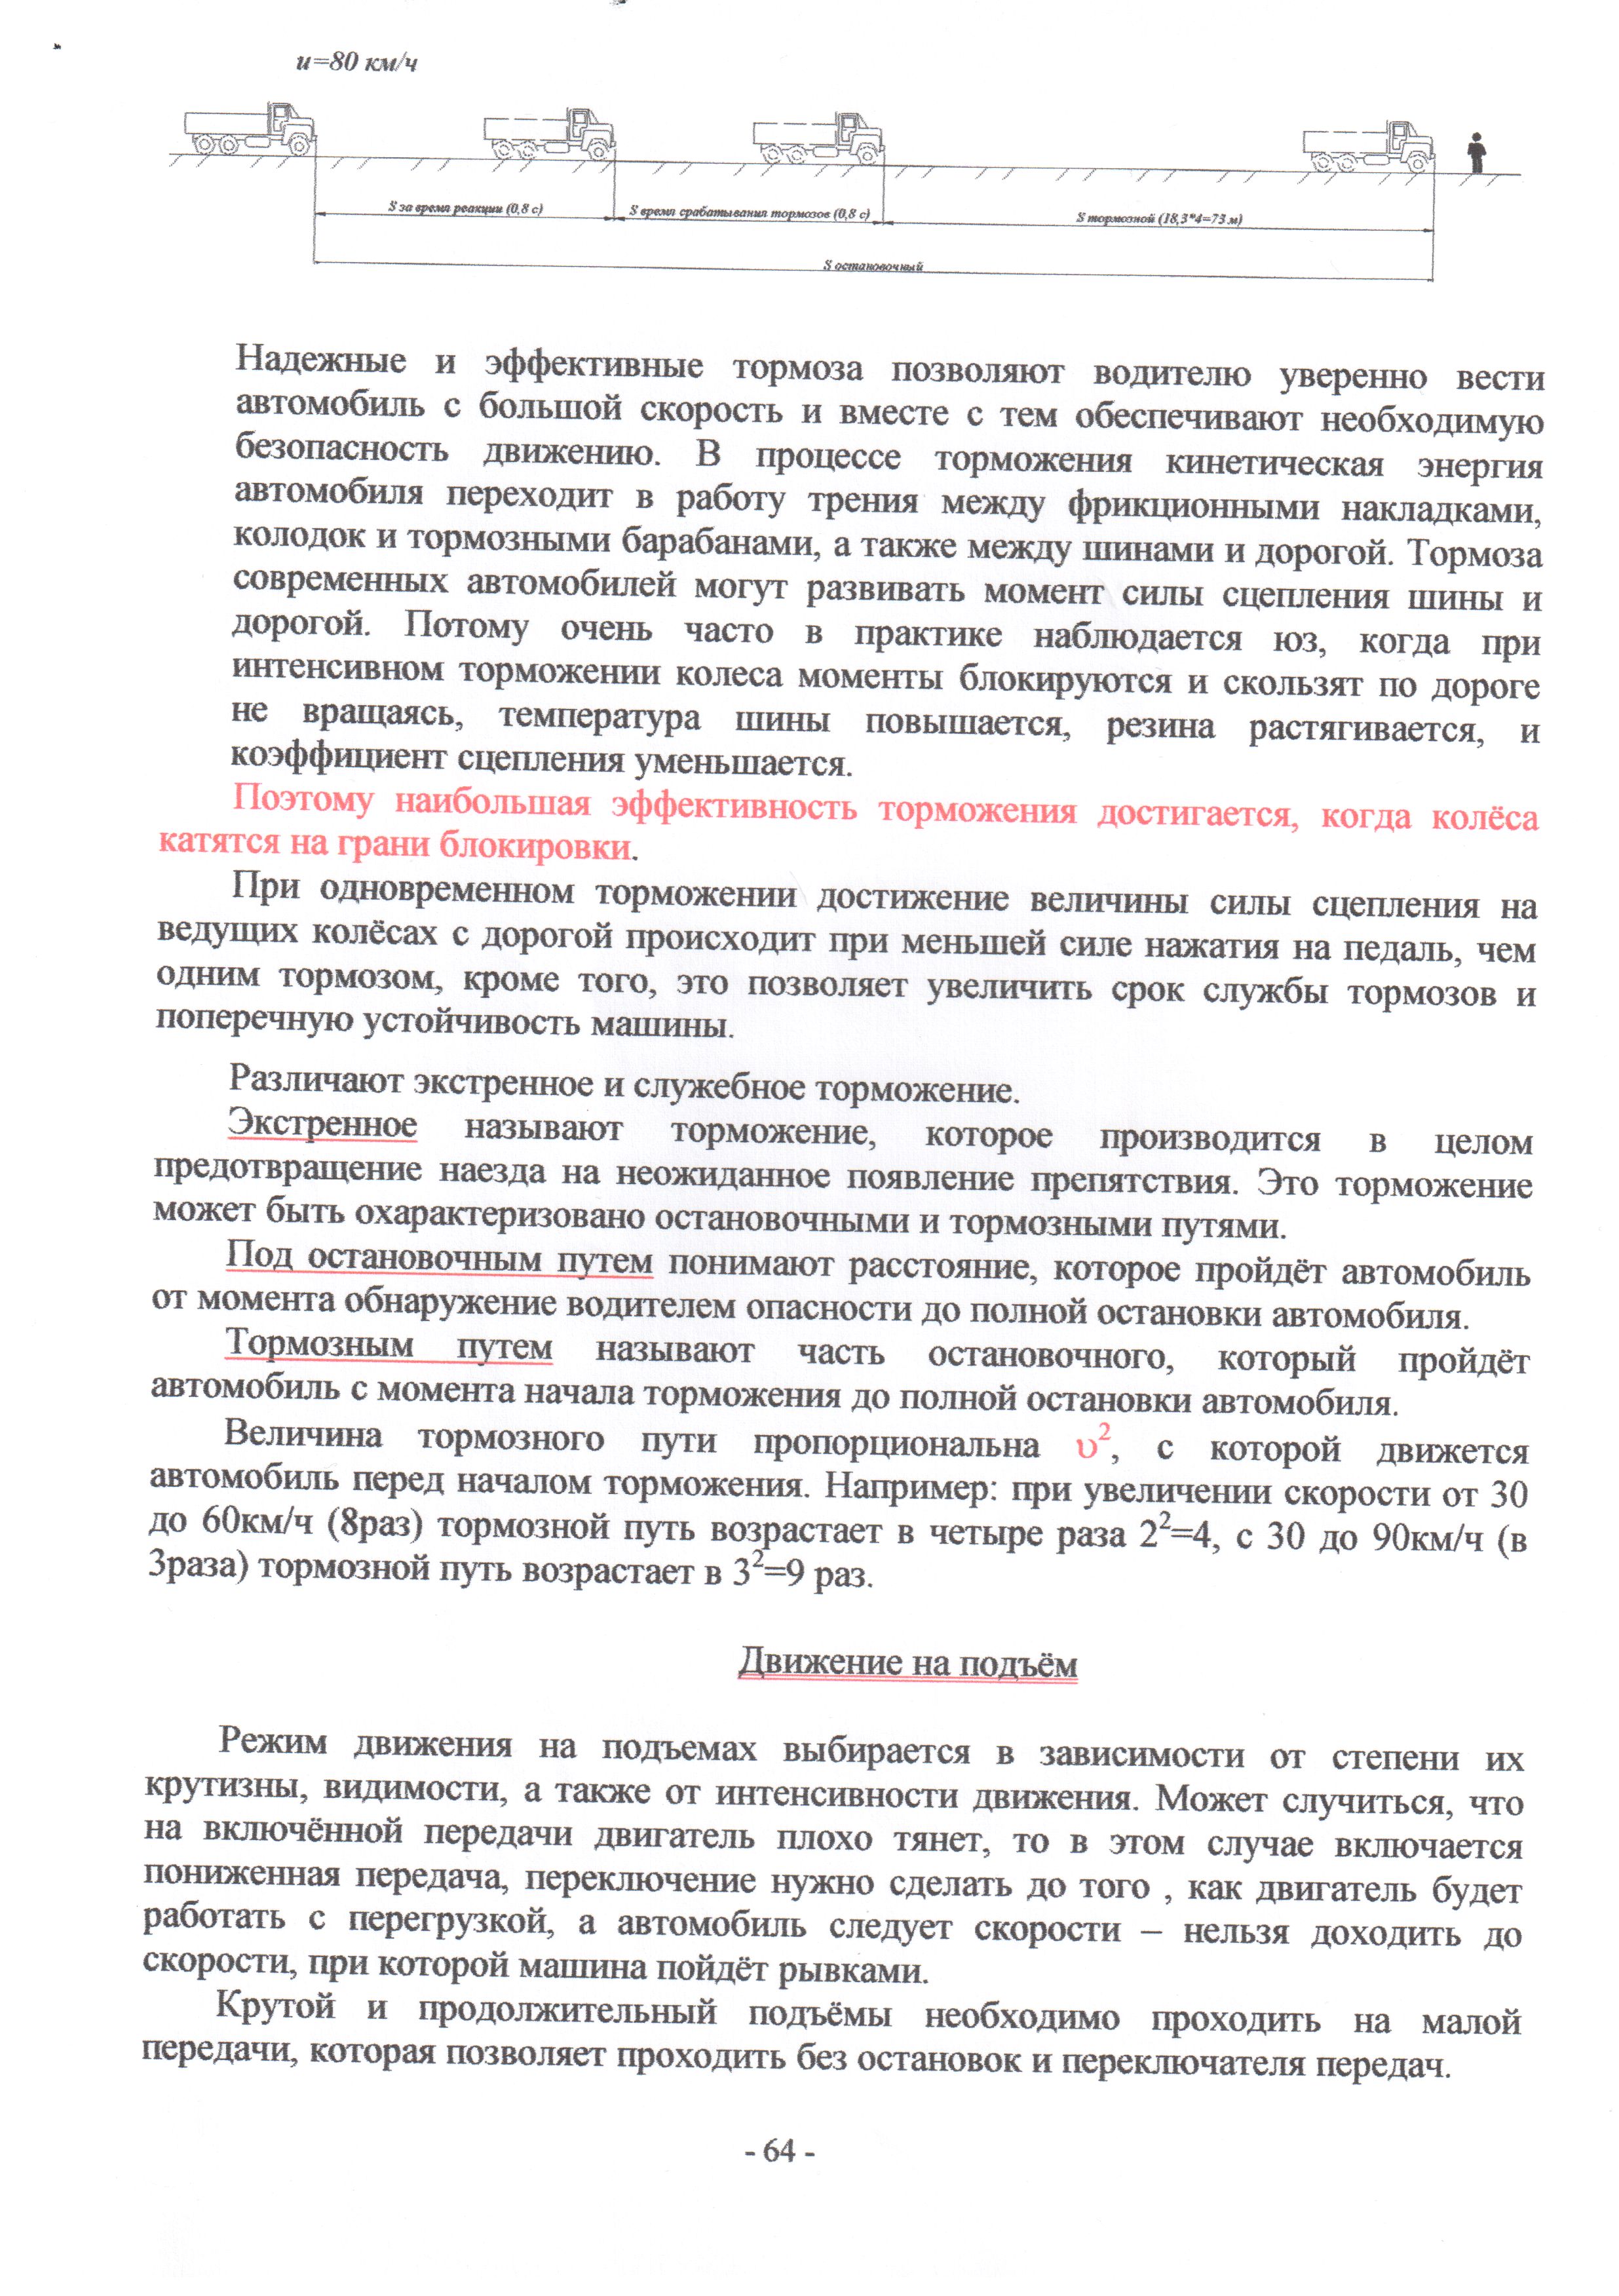 u=80 км/ч
S за время реакции (0,8 с)
S время срабатывания тормозов (0,8 с)
S тормозной (18,3*4=73 м)
S остановочный
Надежные и эффективные тормоза позволяют водителю уверенно вести
автомобиль с большой скорость и вместе с тем обеспечивают необходимую
безопасность движению. В процессе торможения кинетическая энергия
автомобиля переходит в работу трения между фрикционными накладками,
колодок и тормозными барабанами, а также между шинами и дорогой. Тормоза
современных автомобилей могут развивать момент силы сцепления шины и
дорогой. Потому очень часто в практике наблюдается юз, когда при
интенсивном торможении колеса моменты блокируются и скользят по дороге
не вращаясь, температура шины повышается, резина растягивается, и
коэффициент сцепления уменьшается.
Поэтому наибольшая эффективность торможения достигается, когда колёса
катятся на грани блокировки.
При одновременном торможении достижение величины силы сцепления на
ведущих колёсах с дорогой происходит при меньшей силе нажатия на педаль, чем
одним тормозом, кроме того, это позволяет увеличить срок службы тормозов и
поперечную устойчивость машины.
Различают экстренное и служебное торможение.
Экстренное называют торможение, которое производится в целом
предотвращение наезда на неожиданное появление препятствия. Это торможение
может быть охарактеризовано остановочными и тормозными путями.
Под остановочным путем понимают расстояние, которое пройдёт автомобиль
от момента обнаружение водителем опасности до полной остановки автомобиля.
Тормозным путем называют часть остановочного, который пройдёт
автомобиль с момента начала торможения до полной остановки автомобиля.
Величина тормозного пути пропорциональна υ², с которой движется
автомобиль перед началом торможения. Например: при увеличении скорости от 30
до 60км/ч (8раз) тормозной путь возрастает в четыре раза 2²=4, с 30 до 90км/ч (в
3раза) тормозной путь возрастает в 3²=9 раз.
Движение на подъём
Режим движения на подъемах выбирается в зависимости от степени их
крутизны, видимости, а также от интенсивности движения. Может случиться, что
на включённой передачи двигатель плохо тянет, то в этом случае включается
пониженная передача, переключение нужно сделать до того , как двигатель будет
работать с перегрузкой, а автомобиль следует скорости – нельзя доходить до
скорости, при которой машина пойдёт рывками.
Крутой и продолжительный подъёмы необходимо проходить на малой
передачи, которая позволяет проходить без остановок и переключателя передач.
- 64 -